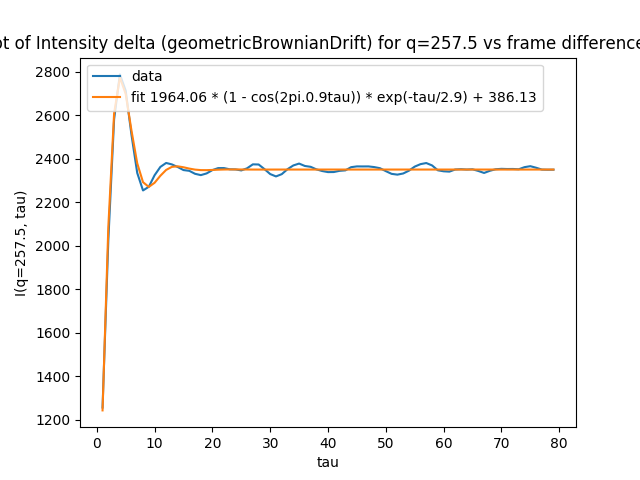 ot of Intensity delta (geometricBrownianDrift) for q=257.5 vs frame difference
data
fit 1964.06 * (1 - cos(2pi.0.9tau)) * exp(-tau/2.9) + 386.13
2800
2600
2400
2200
2000
1800
1600
1400
1200
I(q=257.5, tau)
0 10 20 30 40 50 60 70 80
tau